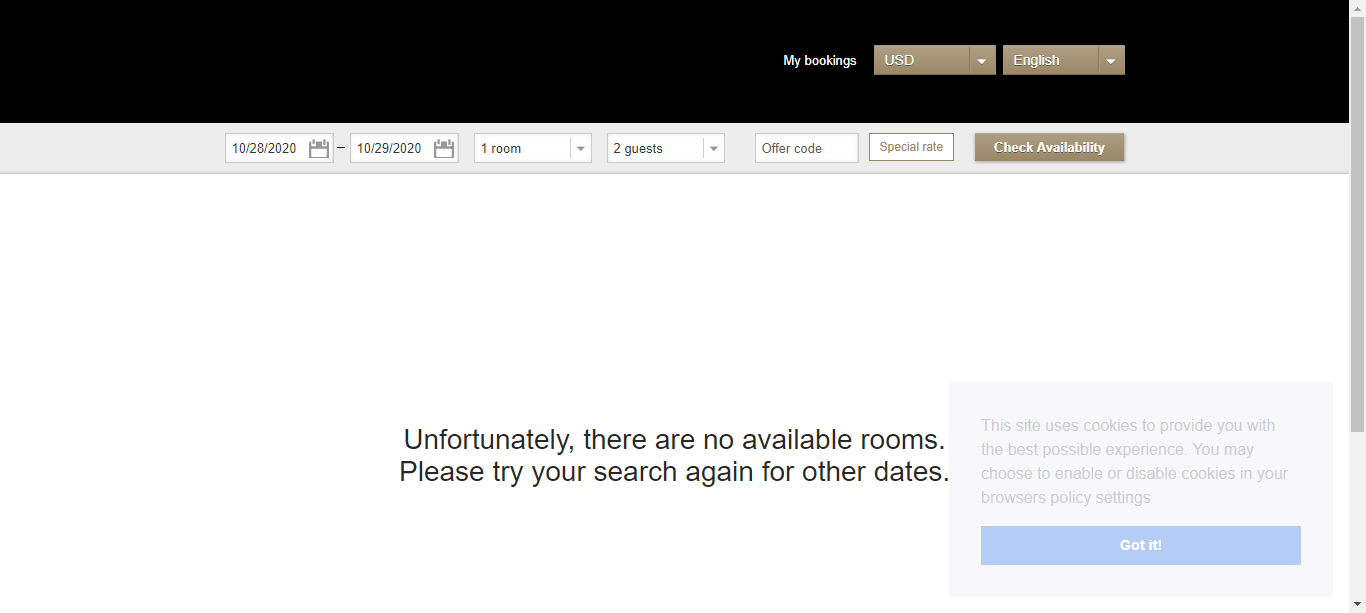 My bookings USD English
10/28/2020 – 10/29/2020 1 room 2 guests Offer code Special rate Check Availability
Unfortunately, there are no available rooms.
Please try your search again for other dates.
This site uses cookies to provide you with
the best possible experience. You may
choose to enable or disable cookies in your
browsers policy settings
Got it!